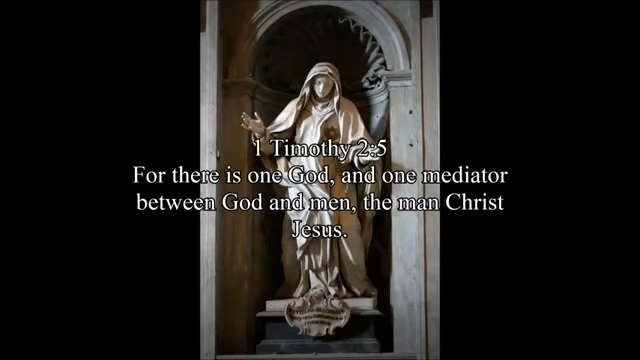 1 Timothy 2:5
For there is one God, and one mediator
between God and men, the man Christ
Jesus.